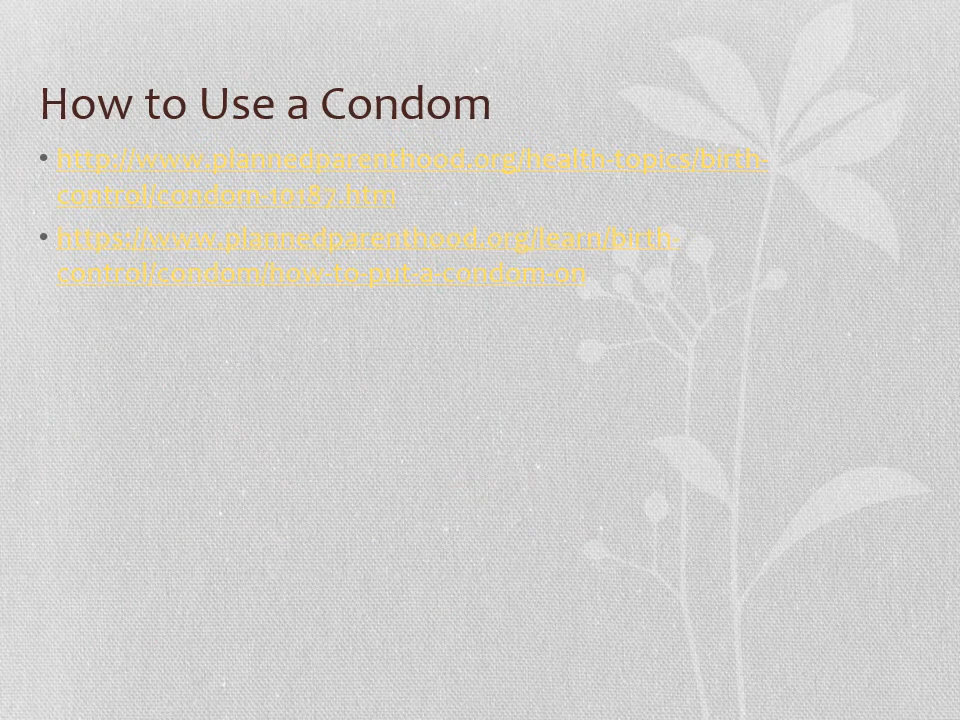 How to Use a Condom
• http://www.plannedparenthood.org/health-topics/birth-
control/condom-10187.htm
• https://www.plannedparenthood.org/learn/birth-
control/condom/how-to-put-a-condom-on